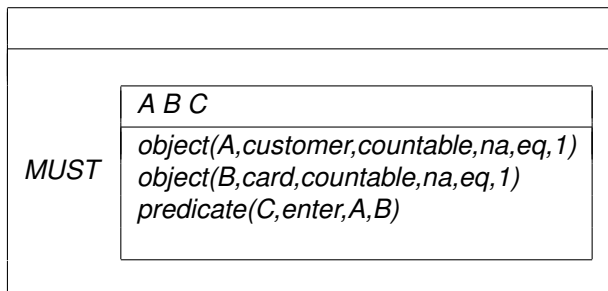 A B C
object(A,customer,countable,na,eq,1)
MUST
object(B,card,countable,na,eq,1)
predicate(C,enter,A,B)